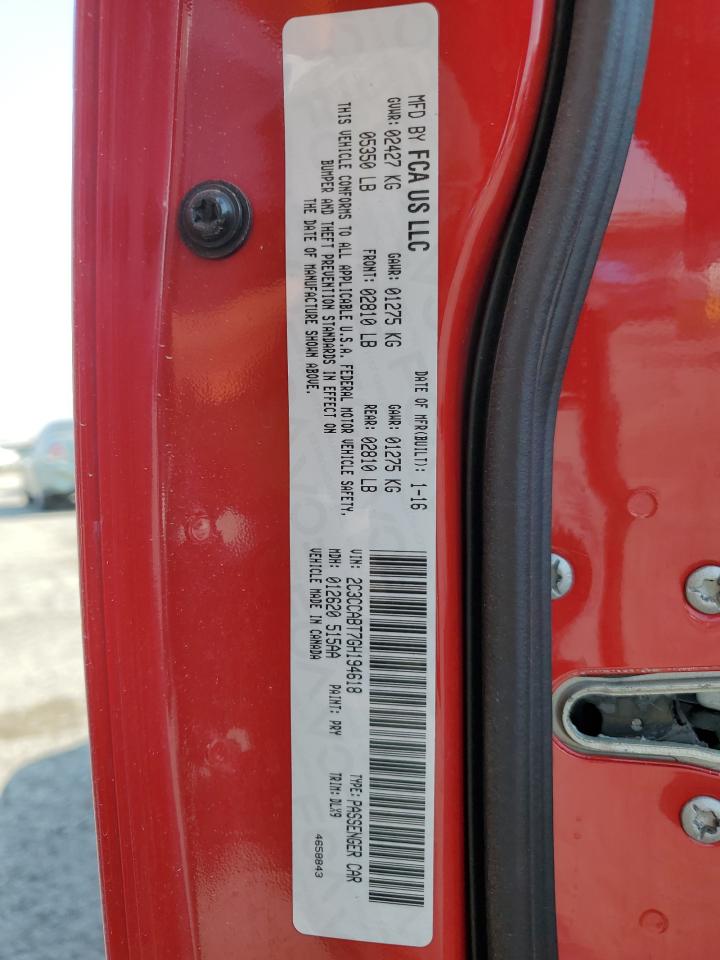 MFD BY FCA US LLC
DATE OF MFR(BUILT): 1-16
GVWR: 02427 KG GAWR: 01275 KG GAWR: 01275 KG
05350 LB FRONT: 02810 LB REAR: 02810 LB
THIS VEHICLE CONFORMS TO ALL APPLICABLE U.S.A. FEDERAL MOTOR VEHICLE SAFETY,
BUMPER AND THEFT PREVENTION STANDARDS IN EFFECT ON
THE DATE OF MANUFACTURE SHOWN ABOVE.
VIN: 2C3CCABT7GH194618 TYPE: PASSENGER CAR
MDH: 012620 515AA PAINT: PRY TRIM: DLX9
VEHICLE MADE IN CANADA
4658843